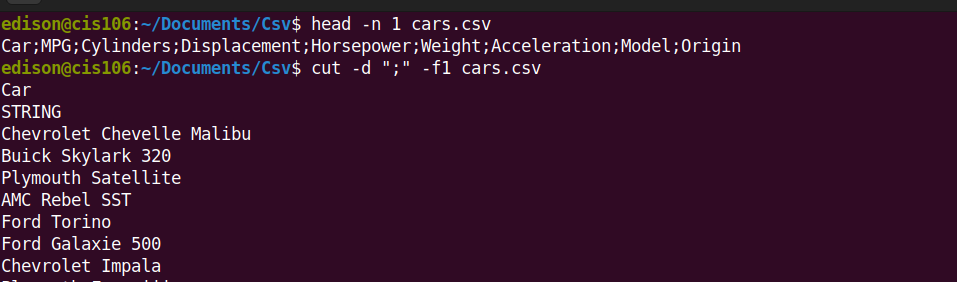 edison@cis106:~/Documents/Csv$ head -n 1 cars.csv
Car;MPG;Cylinders;Displacement;Horsepower;Weight;Acceleration;Model;Origin
edison@cis106:~/Documents/Csv$ cut -d ";" -f1 cars.csv
Car
STRING
Chevrolet Chevelle Malibu
Buick Skylark 320
Plymouth Satellite
AMC Rebel SST
Ford Torino
Ford Galaxie 500
Chevrolet Impala